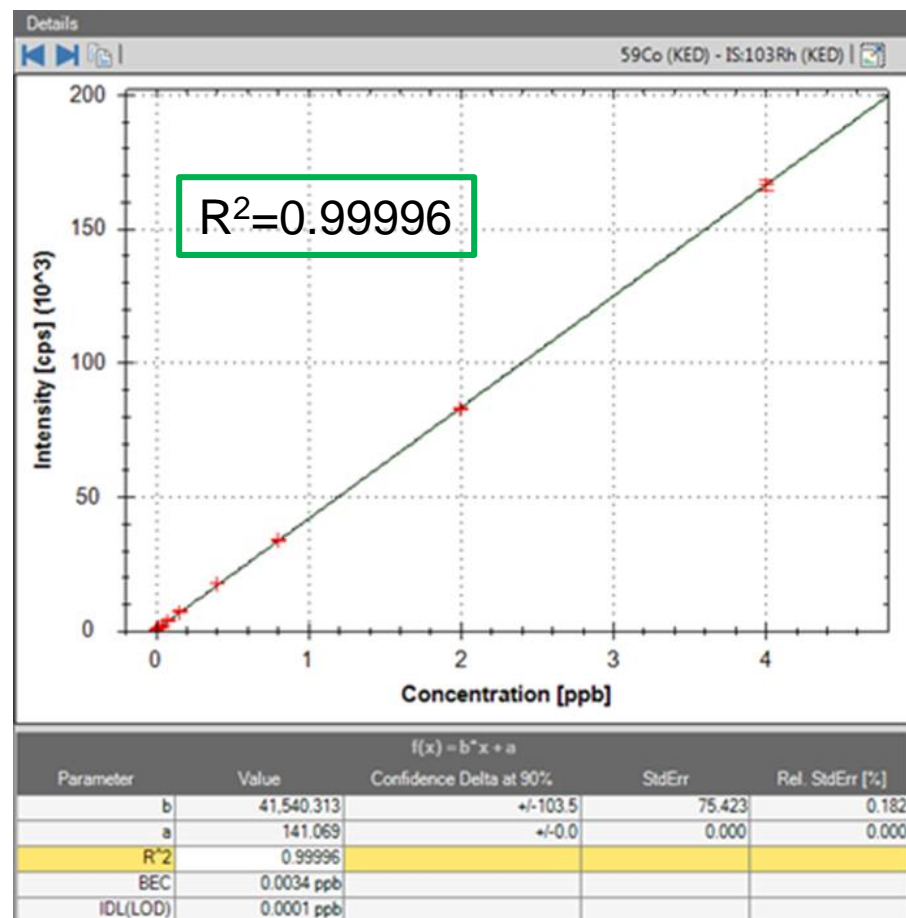 Details
59Co (KED) - IS:103Rh (KED)
200
R²=0.99996
150
100
50
0
Intensity [cps] (10^3)
0 1 2 3 4
Concentration [ppb]
f(x) = b*x + a
Parameter Value Confidence Delta at 90% StdErr Rel. StdErr [%]
b 41,540.313 +/-103.5 75.423 0.182
a 141.069 +/-0.0 0.000 0.000
R^2 0.99996
BEC 0.0034 ppb
IDL(LOD) 0.0001 ppb